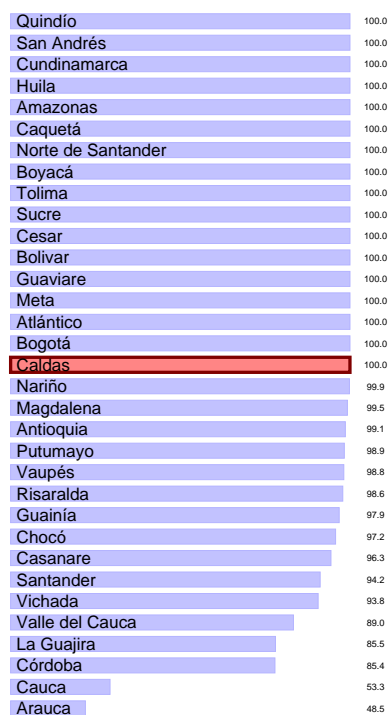 Quindío 100.0
San Andrés 100.0
Cundinamarca 100.0
Huila 100.0
Amazonas 100.0
Caquetá 100.0
Norte de Santander 100.0
Boyacá 100.0
Tolima 100.0
Sucre 100.0
Cesar 100.0
Bolivar 100.0
Guaviare 100.0
Meta 100.0
Atlántico 100.0
Bogotá 100.0
Caldas 100.0
Nariño 99.9
Magdalena 99.5
Antioquia 99.1
Putumayo 98.9
Vaupés 98.8
Risaralda 98.6
Guainía 97.9
Chocó 97.2
Casanare 96.3
Santander 94.2
Vichada 93.8
Valle del Cauca 89.0
La Guajira 85.5
Córdoba 85.4
Cauca 53.3
Arauca 48.5